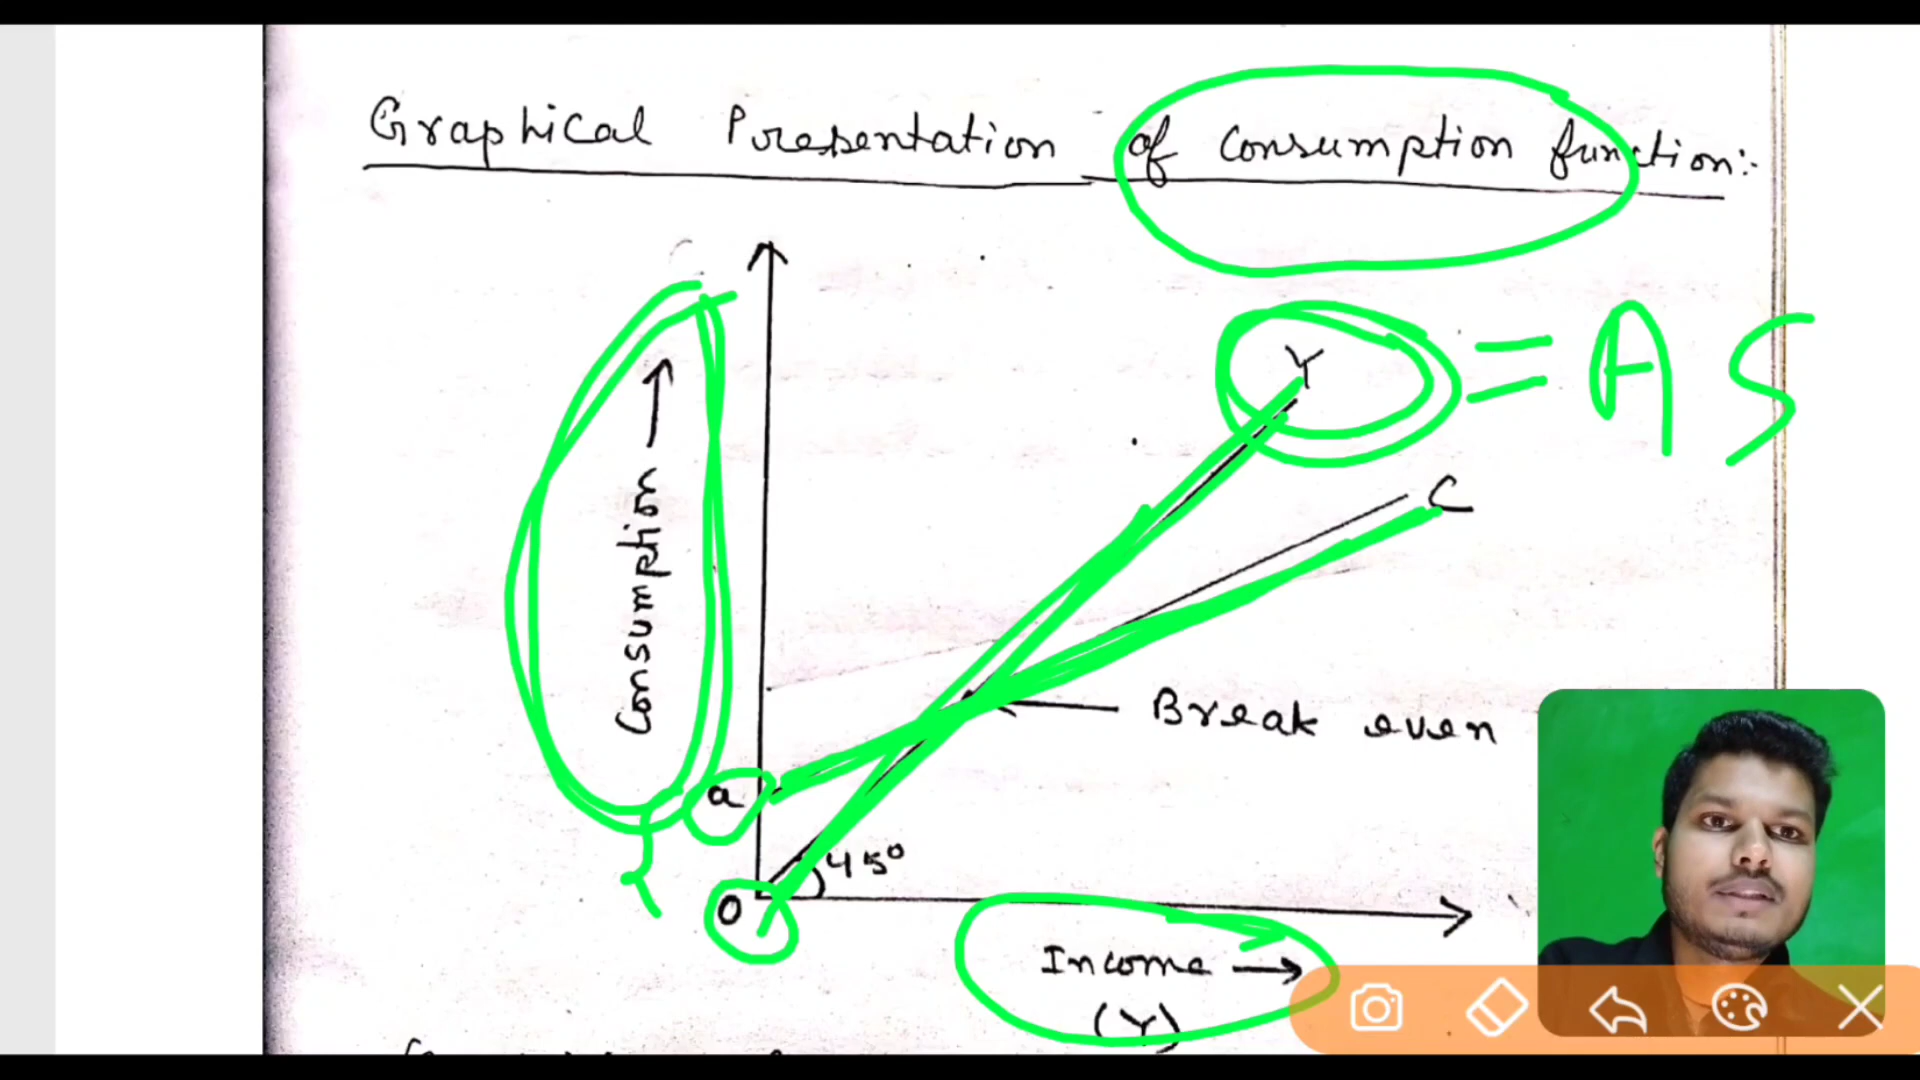 Graphical Presentation of Consumption function:-
Y = AS
C
Consumption →
Break even
a
45°
O
Income →
(Y)